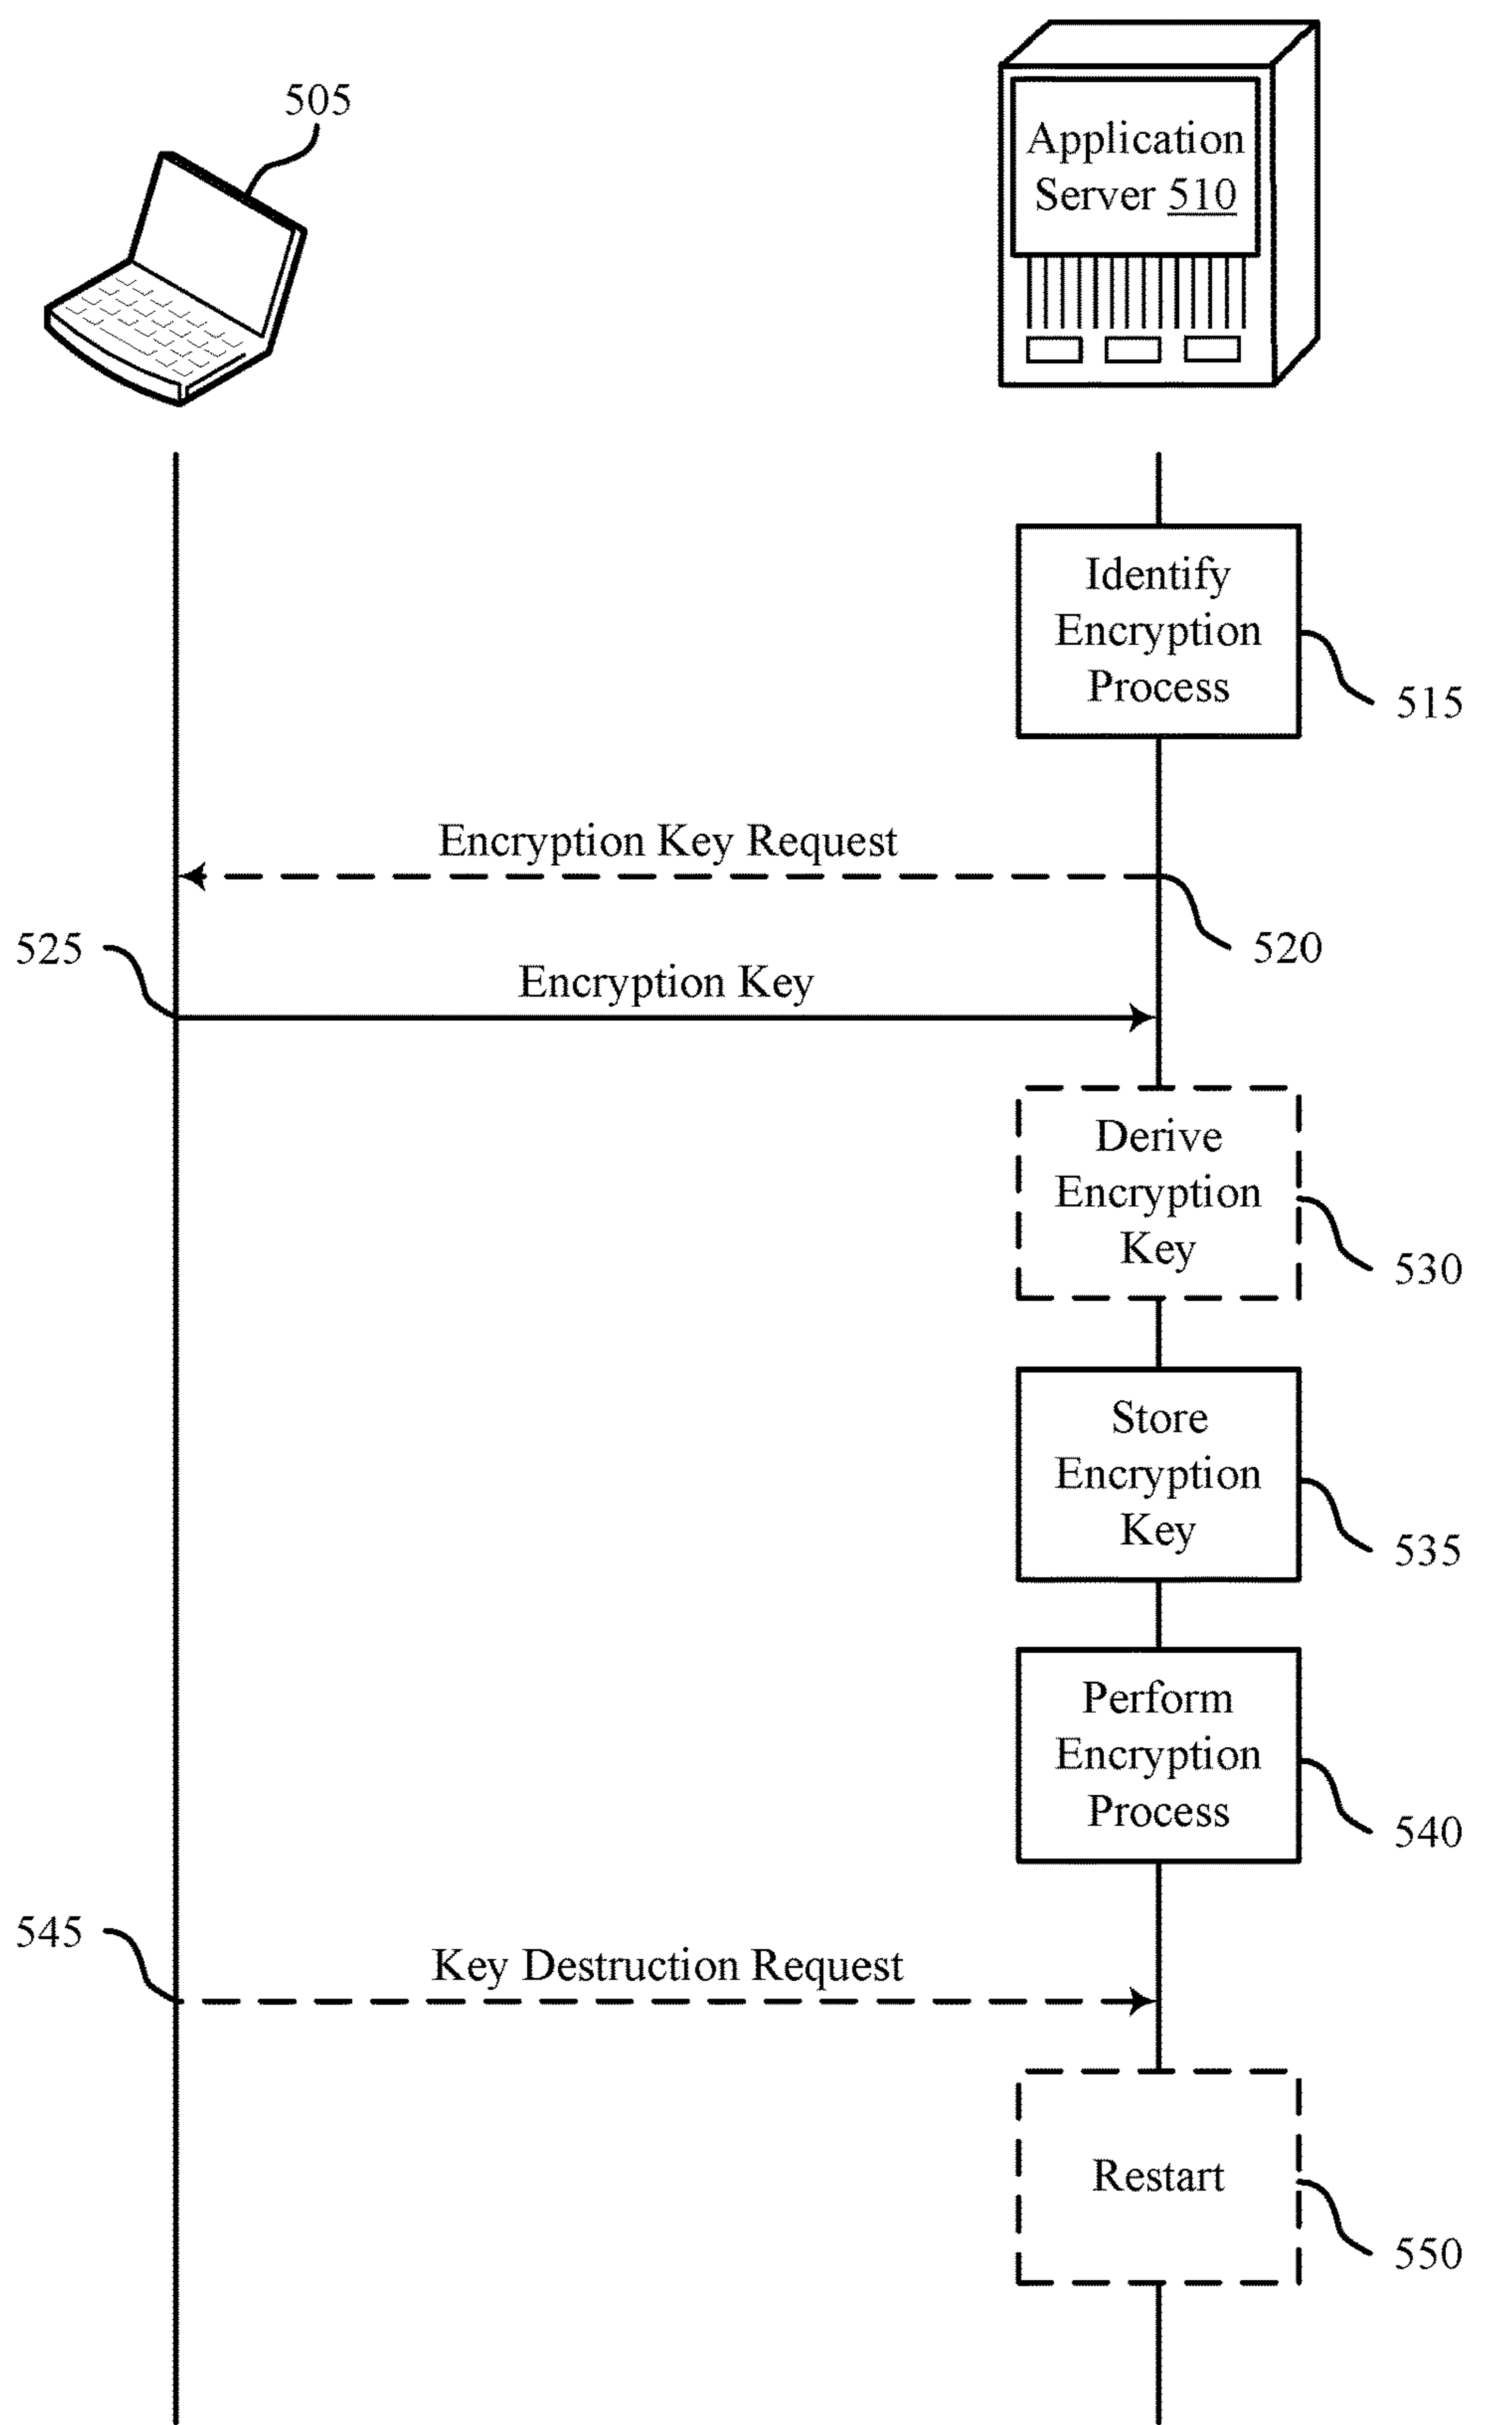 505
Application
Server 510
Identify
Encryption
Process
515
Encryption Key Request
520
525
Encryption Key
Derive
Encryption
Key
530
Store
Encryption
Key
535
Perform
Encryption
Process
540
545
Key Destruction Request
Restart
550